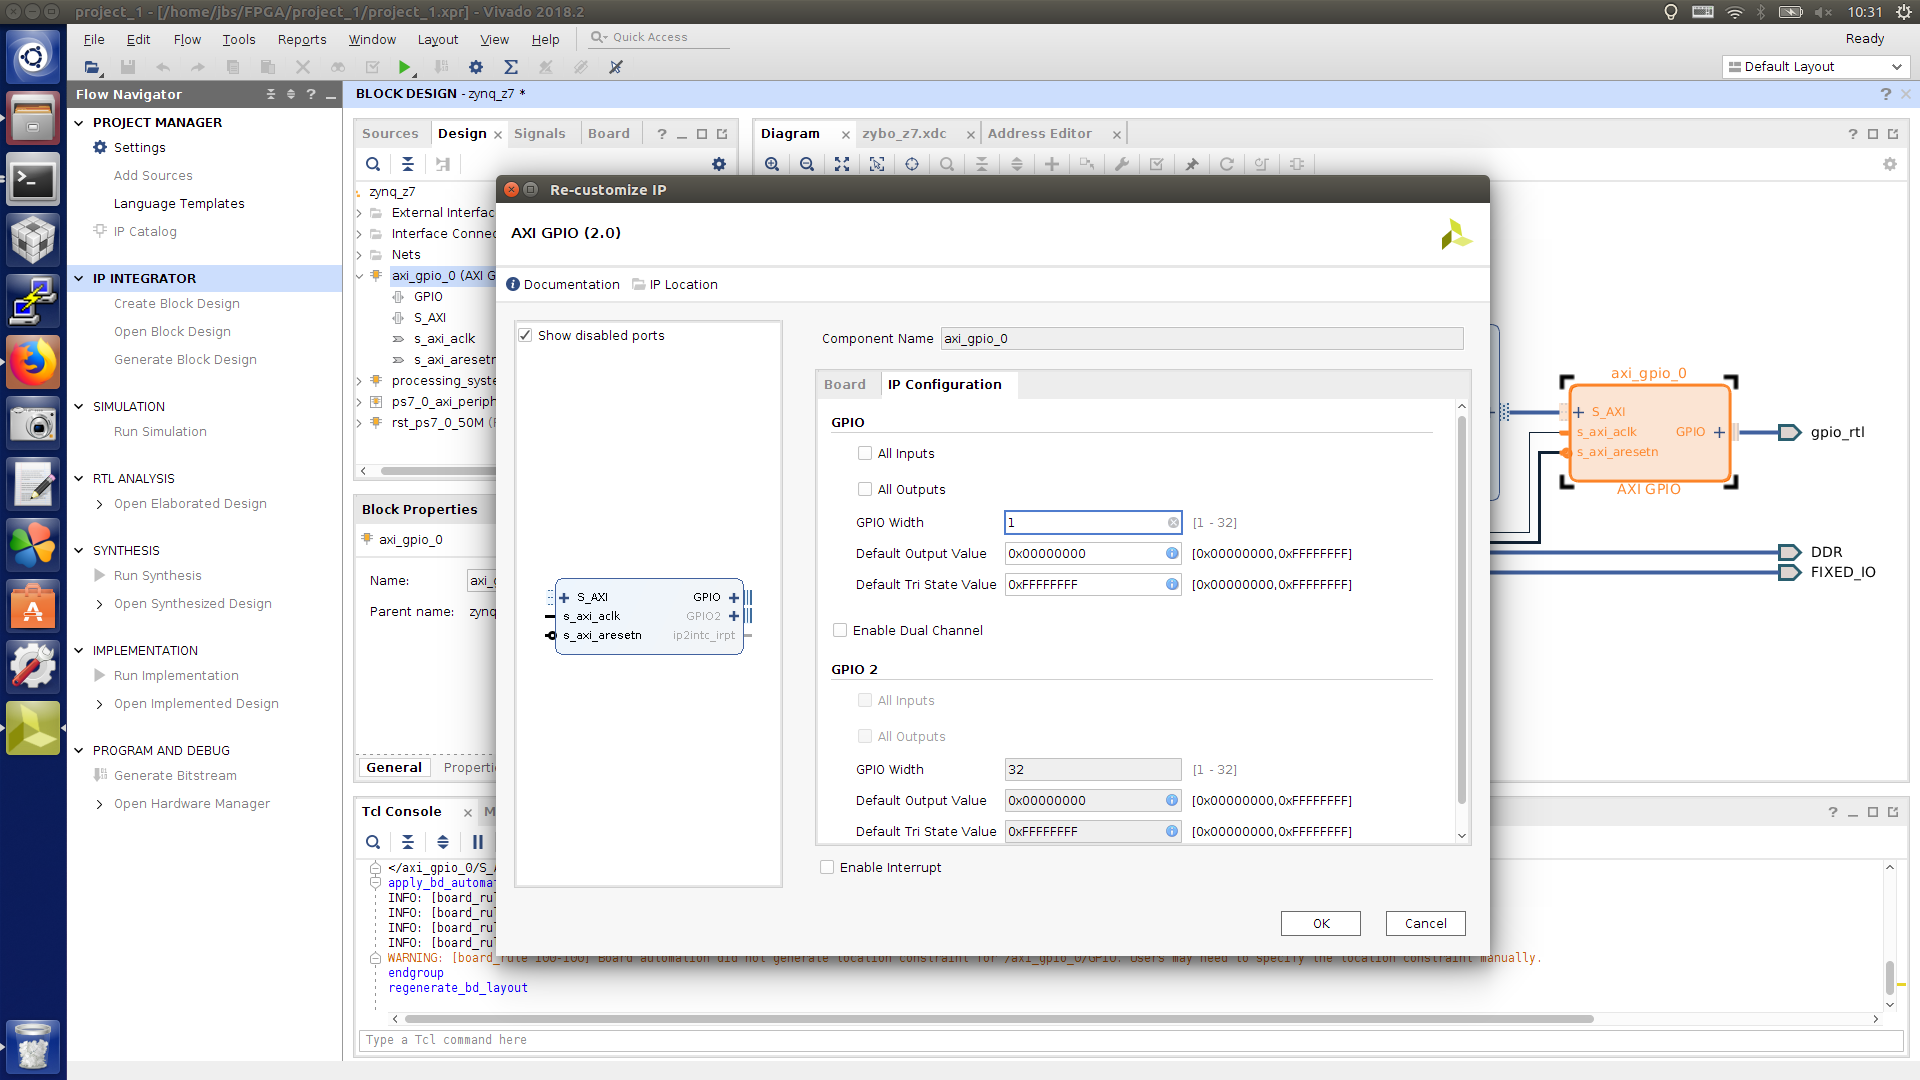 project_1 - [/home/jbs/FPGA/project_1/project_1.xpr] - Vivado 2018.2
10:31
File Edit Flow Tools Reports Window Layout View Help
Quick Access
Ready
Default Layout
Flow Navigator
PROJECT MANAGER
Settings
Add Sources
Language Templates
IP Catalog
IP INTEGRATOR
Create Block Design
Open Block Design
Generate Block Design
SIMULATION
Run Simulation
RTL ANALYSIS
Open Elaborated Design
SYNTHESIS
Run Synthesis
Open Synthesized Design
IMPLEMENTATION
Run Implementation
Open Implemented Design
PROGRAM AND DEBUG
Generate Bitstream
Open Hardware Manager
BLOCK DESIGN - zynq_z7 *
Sources Design Signals Board
zynq_z7
External Interfac
Interface Connec
Nets
axi_gpio_0 (AXI G
GPIO
S_AXI
s_axi_aclk
s_axi_aresetn
processing_syste
ps7_0_axi_periph
rst_ps7_0_50M
Block Properties
axi_gpio_0
Name: axi_g
Parent name: zynq
General Properti
Diagram zybo_z7.xdc Address Editor
axi_gpio_0
S_AXI
s_axi_aclk
s_axi_aresetn
GPIO
AXI GPIO
gpio_rtl
DDR
FIXED_IO
Re-customize IP
AXI GPIO (2.0)
Documentation IP Location
Show disabled ports
S_AXI
s_axi_aclk
s_axi_aresetn
GPIO
GPIO2
ip2intc_irpt
Component Name axi_gpio_0
Board IP Configuration
GPIO
All Inputs
All Outputs
GPIO Width 1 [1 - 32]
Default Output Value 0x00000000 [0x00000000,0xFFFFFFFF]
Default Tri State Value 0xFFFFFFFF [0x00000000,0xFFFFFFFF]
Enable Dual Channel
GPIO 2
All Inputs
All Outputs
GPIO Width 32 [1 - 32]
Default Output Value 0x00000000 [0x00000000,0xFFFFFFFF]
Default Tri State Value 0xFFFFFFFF [0x00000000,0xFFFFFFFF]
Enable Interrupt
OK Cancel
Tcl Console M
</axi_gpio_0/S_A
apply_bd_automat
INFO: [board_rul
INFO: [board_rul
INFO: [board_rul
INFO: [board_rul
WARNING: [board_rule 100-100] Board automation did not generate location constraint for /axi_gpio_0/GPIO. Users may need to specify the location constraint manually.
endgroup
regenerate_bd_layout
Type a Tcl command here